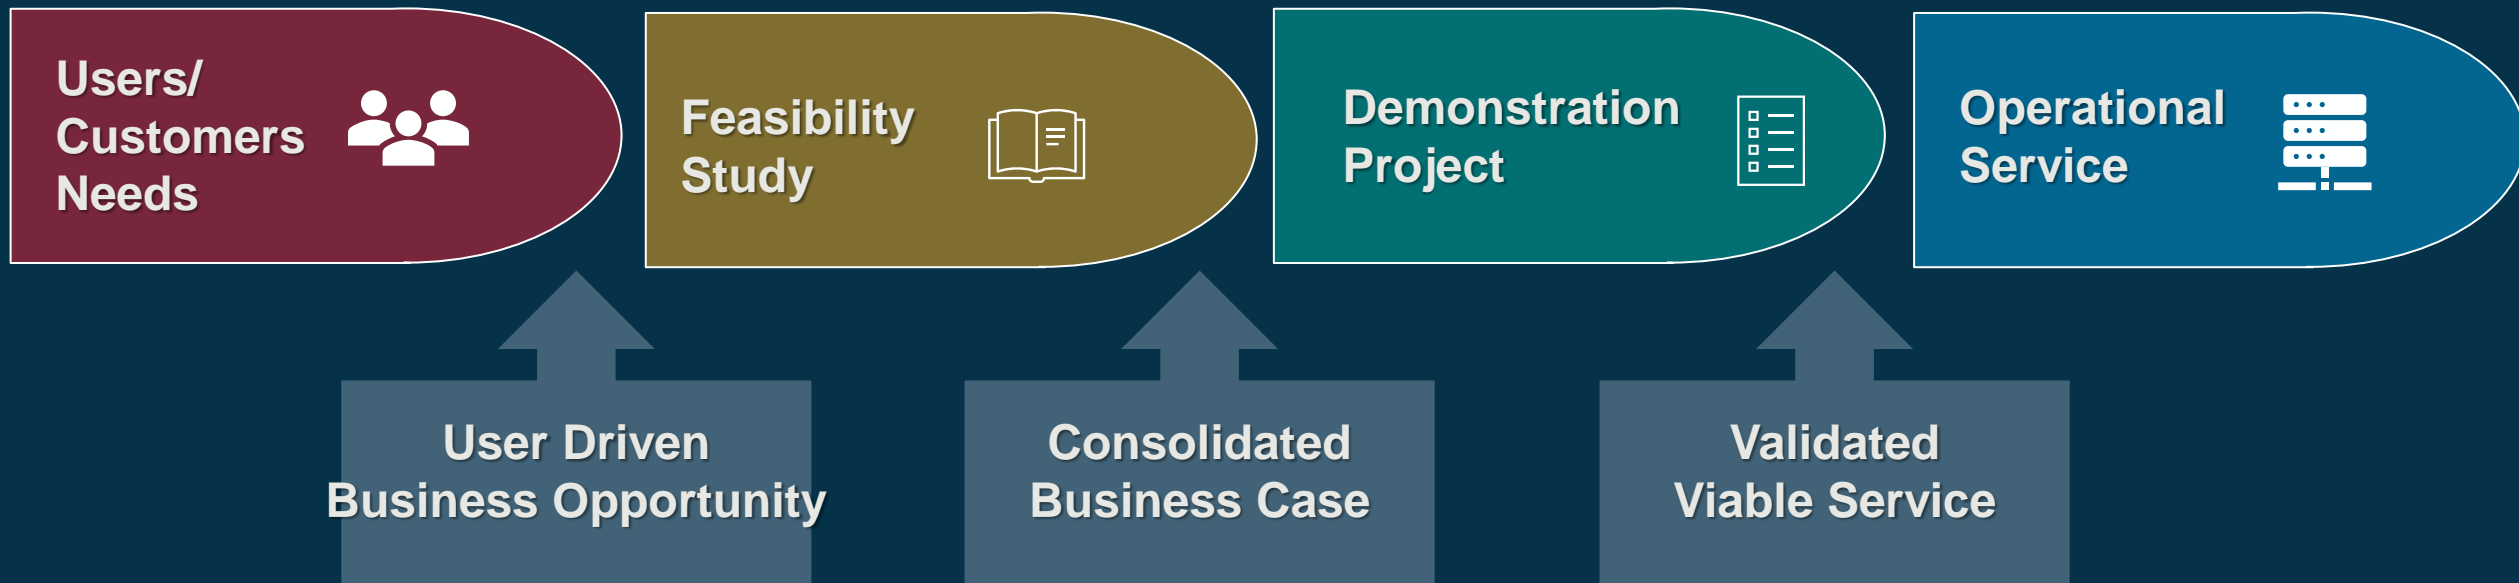 Users/
Customers
Needs
Feasibility
Study
Demonstration
Project
Operational
Service
User Driven
Business Opportunity
Consolidated
Business Case
Validated
Viable Service